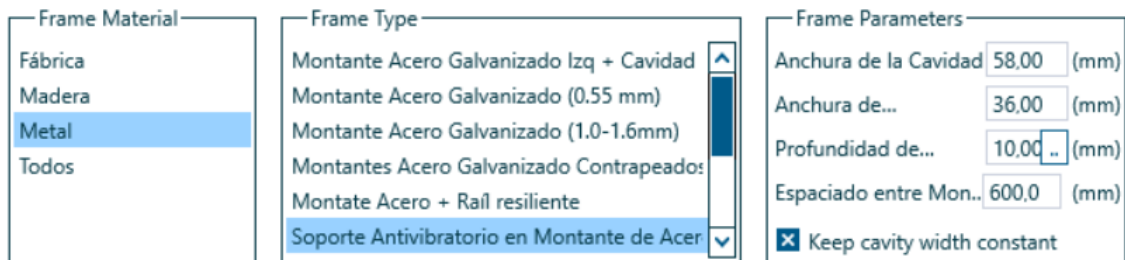 Frame Material
Fábrica
Madera
Metal
Todos
Frame Type
Montante Acero Galvanizado Izq + Cavidad
Montante Acero Galvanizado (0.55 mm)
Montante Acero Galvanizado (1.0-1.6mm)
Montantes Acero Galvanizado Contrapeados
Montate Acero + Raíl resiliente
Soporte Antivibratorio en Montante de Acer
Frame Parameters
Anchura de la Cavidad 58,00 (mm)
Anchura de... 36,00 (mm)
Profundidad de... 10,00 .. (mm)
Espaciado entre Mon.. 600,0 (mm)
Keep cavity width constant